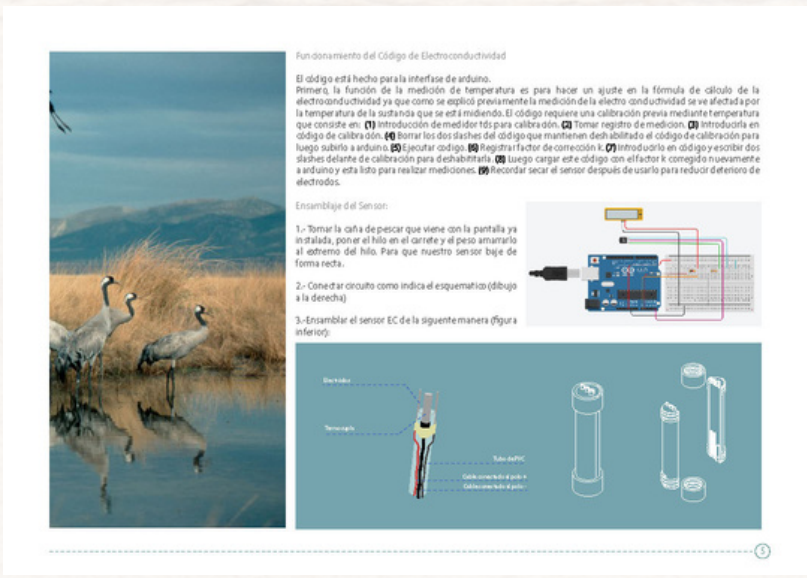 Funcionamiento del Código de Electroconductividad
El código está hecho para la interfase de arduino.
Primero, la función de la medición de temperatura es para hacer un ajuste en la fórmula de cálculo de la
electroconductividad ya que como se explicó previamente la medición de la electro conductividad se ve afectada por
la temperatura de la sustancia que se está midiendo. El código requiere una calibración previa mediante temperatura
que consiste en: (1) Introducción de medidor tds para calibración. (2) Tomar registro de medicion. (3) Introducirla en
código de calibración. (4) Borrar los dos slashes del código que mantienen deshabilitado el código de calibración para
luego subirlo a arduino. (5) Ejecutar codigo. (6) Registrar factor de corrección k. (7) Introducirlo en código y escribir dos
slashes delante de calibración para deshabititarla. (8) Luego cargar este código con el factor k corregido nuevamente
a arduino y esta listo para realizar mediciones. (9) Recordar secar el sensor después de usarlo para reducir deterioro de
electrodos.
Ensamblaje del Sensor:
1.- Tomar la caña de pescar que viene con la pantalla ya
instalada, poner el hilo en el carrete y el peso amarrarlo
al extremo del hilo. Para que nuestro sensor baje de
forma recta.
2.- Conectar circuito como indica el esquematico (dibujo
a la derecha)
3.-Ensamblar el sensor EC de la siguente manera (figura
inferior):
Electrodos
Termocupla
Tubo de PVC
Cable conectado al polo +
Cable conectado al polo -
5